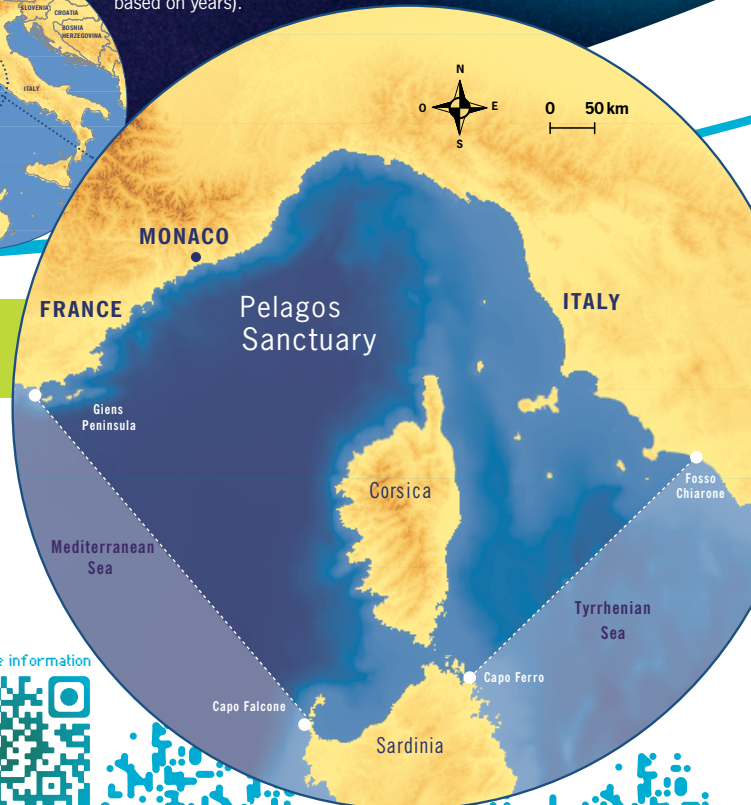 based on years).
SLOVENIA
CROATIA
BOSNIA
HERZEGOVINA
ITALY
N
O
E
S
0 50 km
MONACO
FRANCE
Pelagos
Sanctuary
ITALY
Giens
Peninsula
Corsica
Fosso
Chiarone
Mediterranean
Sea
Tyrrhenian
Sea
e information
Capo Falcone
Capo Ferro
Sardinia